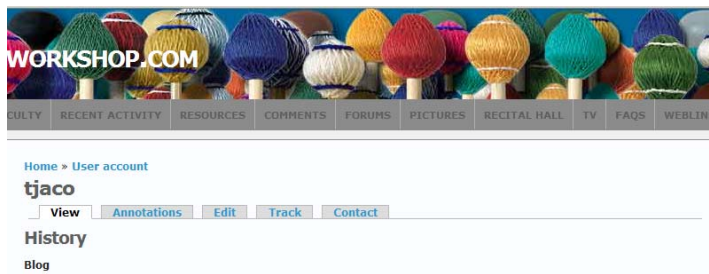 WORKSHOP.COM
CULTY RECENT ACTIVITY RESOURCES COMMENTS FORUMS PICTURES RECITAL HALL TV FAQS WEBLIN
Home » User account
tjaco
View Annotations Edit Track Contact
History
Blog